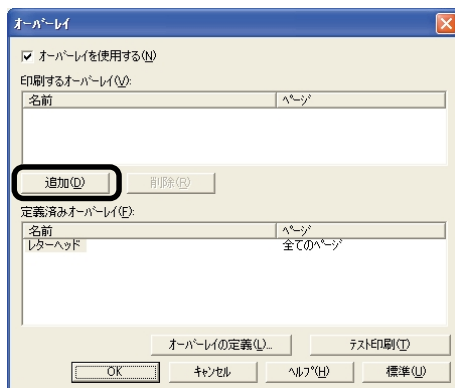 オーバーレイ
オーバーレイを使用する(N)
印刷するオーバーレイ(V):
名前 ページ
追加(D) 削除(R)
定義済みオーバーレイ(F):
名前 ページ
レターヘッド 全てのページ
オーバーレイの定義(L)... テスト印刷(T)
OK キャンセル ヘルプ(H) 標準(U)